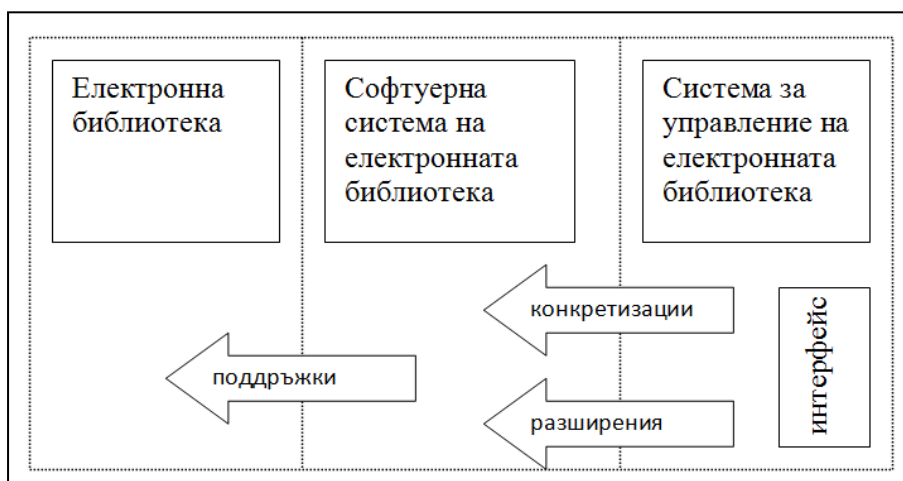 Електронна
библиотека
Софтуерна
система на
електронната
библиотека
Система за
управление на
електронната
библиотека
конкретизации
интерфейс
поддръжки
разширения